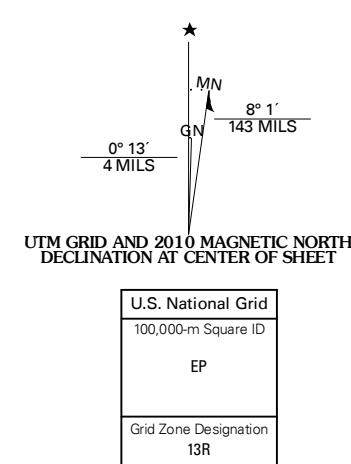 ★
MN
8° 1´
143 MILS
GN
0° 13´
4 MILS
UTM GRID AND 2010 MAGNETIC NORTH
DECLINATION AT CENTER OF SHEET
U.S. National Grid
100,000-m Square ID
EP
Grid Zone Designation
13R